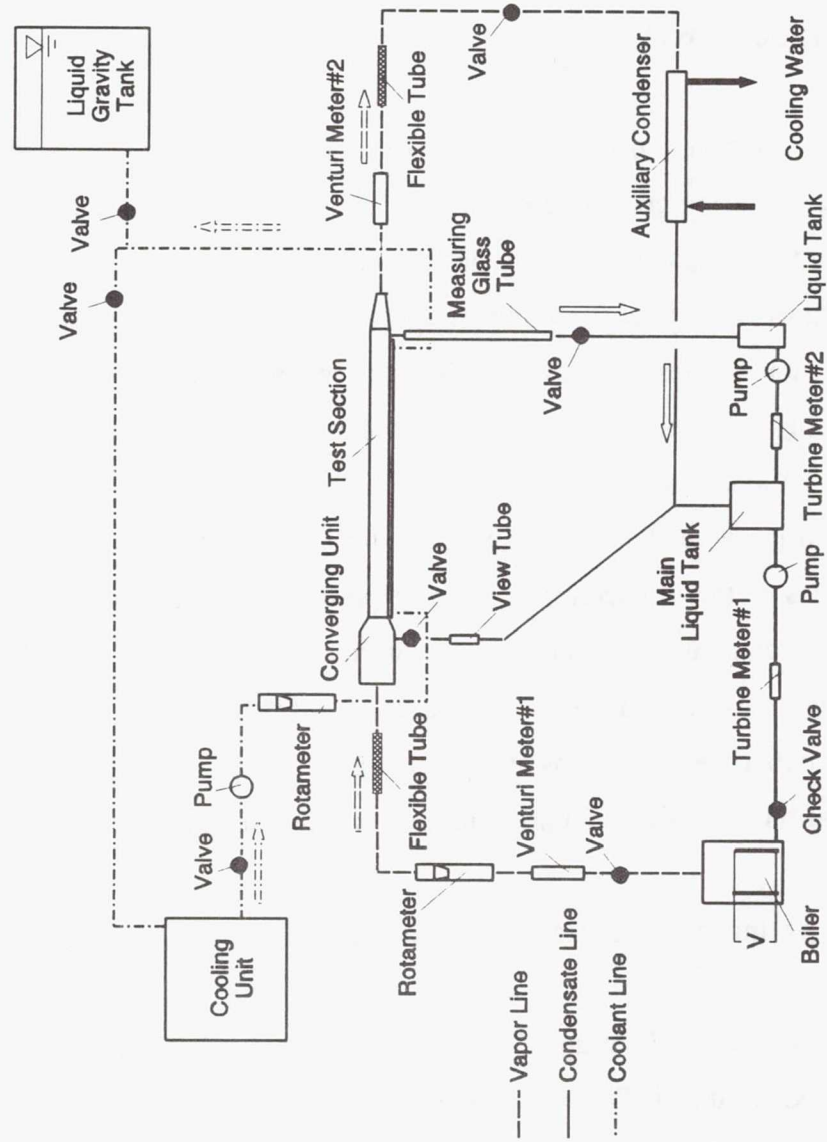 Liquid
Gravity
Tank
Valve
Valve
Cooling
Unit
Valve
Pump
Rotameter
Flexible Tube
Converging Unit
Test Section
Venturi Meter#2
Flexible Tube
Valve
Valve
View Tube
Measuring
Glass
Tube
Valve
Auxiliary Condenser
Cooling Water
Rotameter
Venturi Meter#1
Valve
V
Boiler
Check Valve
Turbine Meter#1
Pump
Main
Liquid Tank
Turbine Meter#2
Pump
Liquid Tank
Vapor Line
Condensate Line
Coolant Line